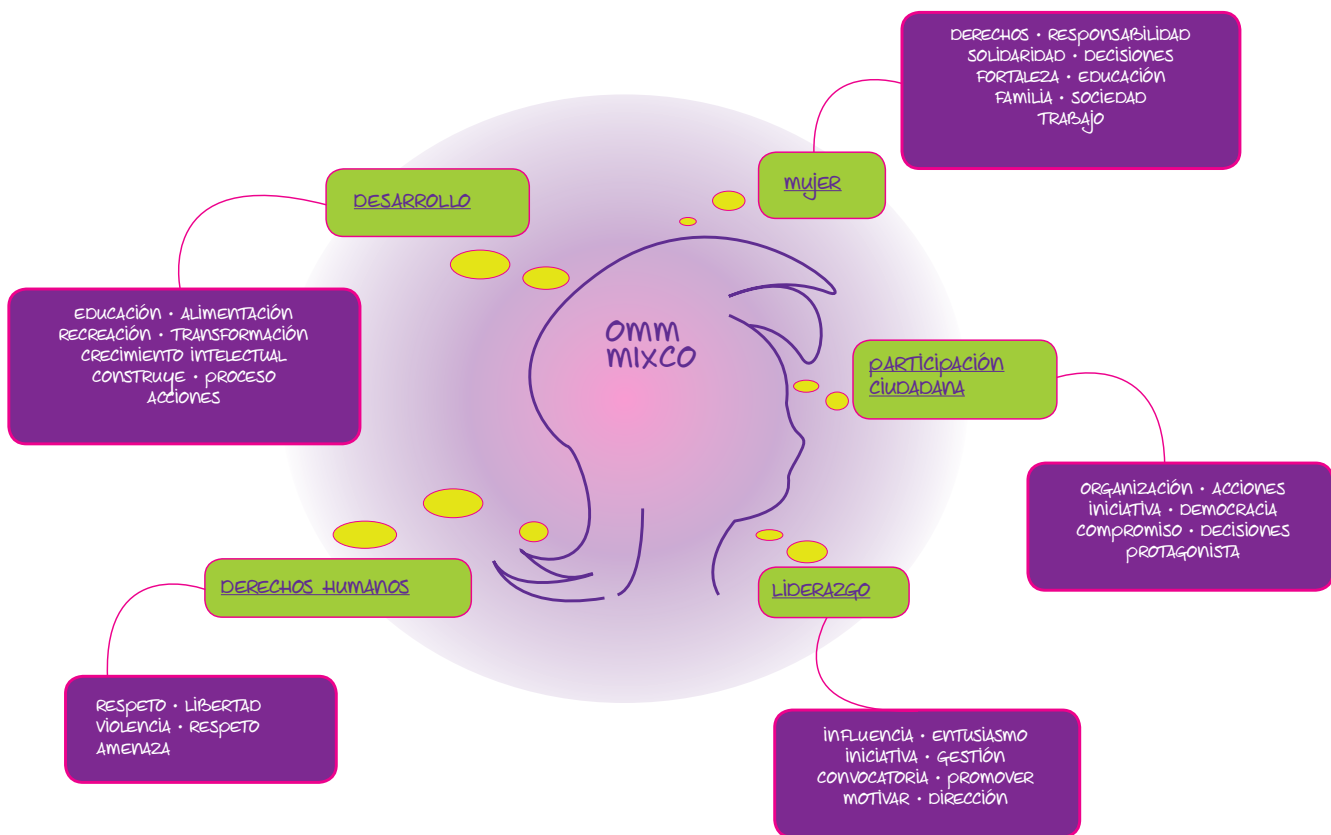 DERECHOS · RESPONSABILIDAD
SOLIDARIDAD · DECISIONES
FORTALEZA · EDUCACIÓN
FAMILIA · SOCIEDAD
TRABAJO
MUJER
DESARROLLO
EDUCACIÓN · ALIMENTACIÓN
RECREACIÓN · TRANSFORMACIÓN
CRECIMIENTO INTELECTUAL
CONSTRUYE · PROCESO
ACCIONES
OMM
MIXCO
PARTICIPACIÓN
CIUDADANA
ORGANIZACIÓN · ACCIONES
INICIATIVA · DEMOCRACIA
COMPROMISO · DECISIONES
PROTAGONISTA
DERECHOS HUMANOS
RESPETO · LIBERTAD
VIOLENCIA · RESPETO
AMENAZA
LIDERAZGO
INFLUENCIA · ENTUSIASMO
INICIATIVA · GESTIÓN
CONVOCATORIA · PROMOVER
MOTIVAR · DIRECCIÓN